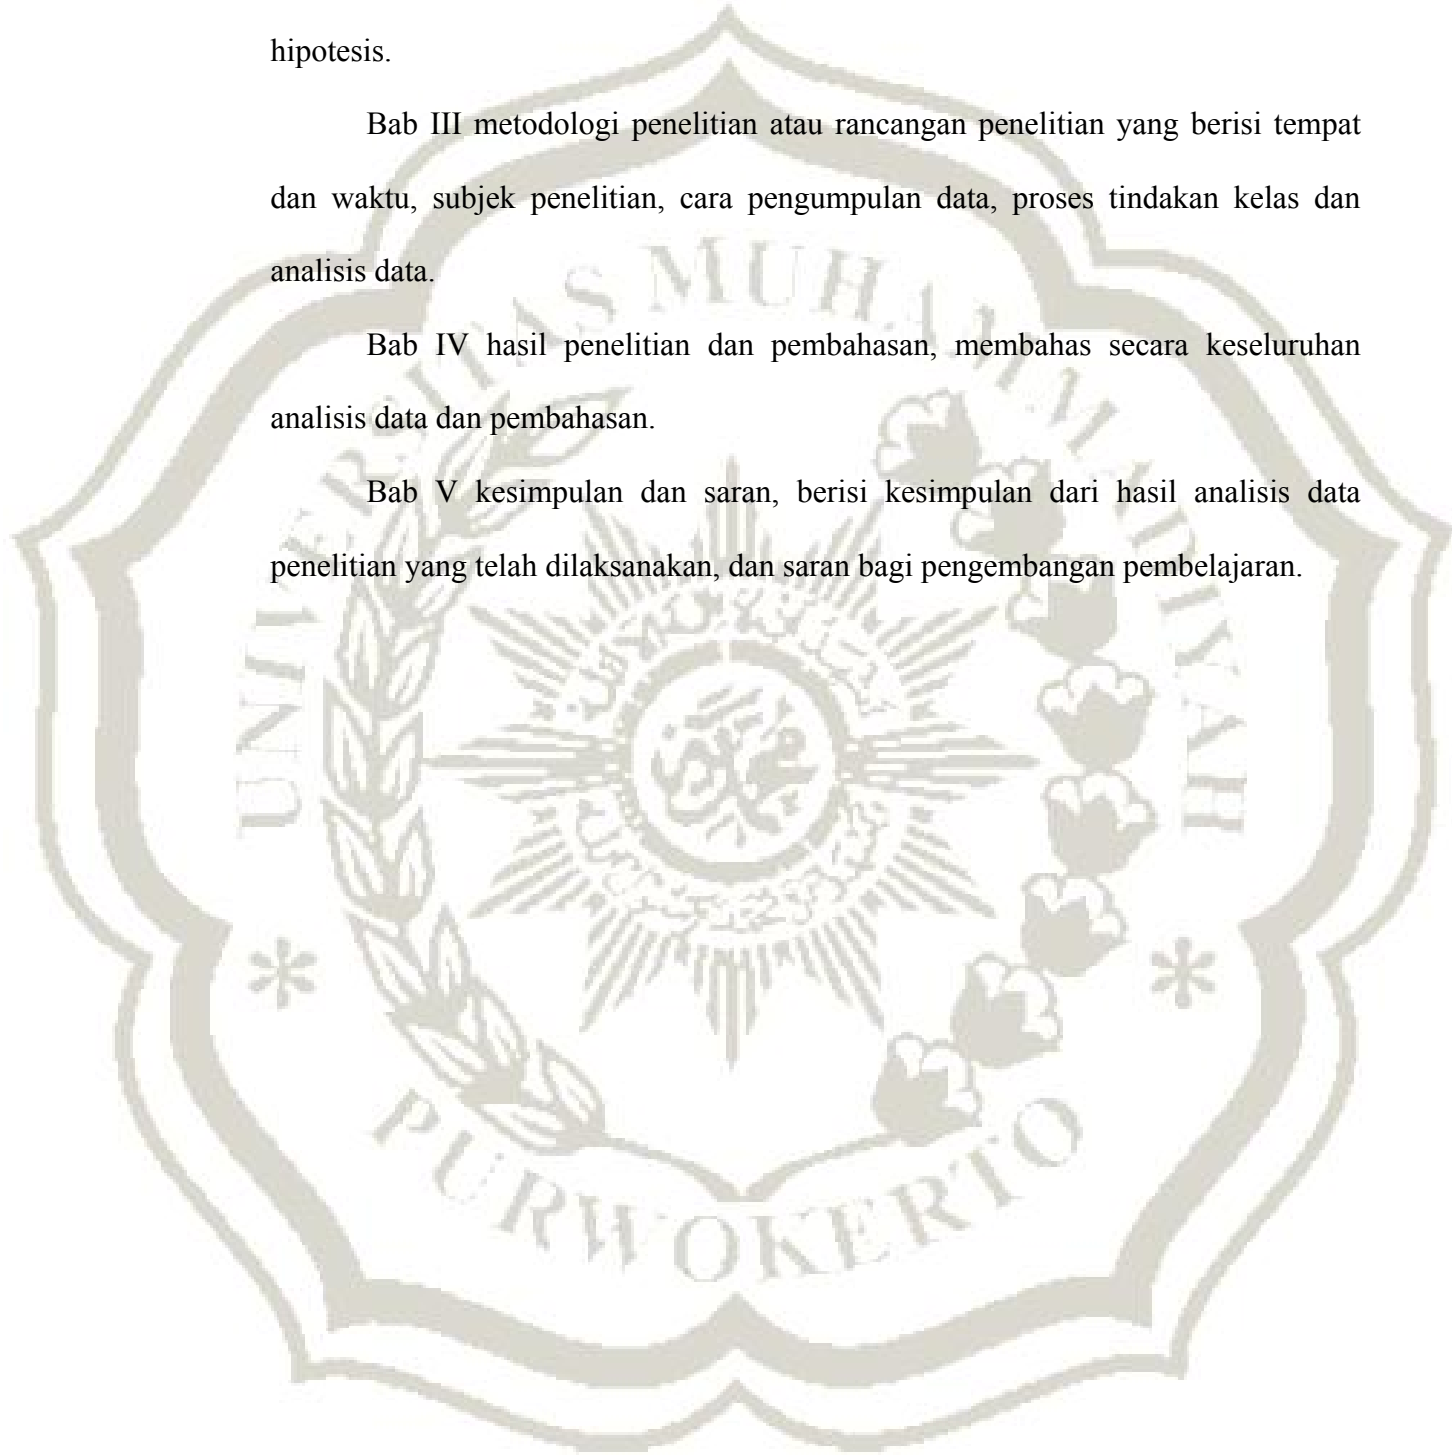 hipotesis.
Bab III metodologi penelitian atau rancangan penelitian yang berisi tempat
dan waktu, subjek penelitian, cara pengumpulan data, proses tindakan kelas dan
analisis data.
Bab IV hasil penelitian dan pembahasan, membahas secara keseluruhan
analisis data dan pembahasan.
Bab V kesimpulan dan saran, berisi kesimpulan dari hasil analisis data
penelitian yang telah dilaksanakan, dan saran bagi pengembangan pembelajaran.
UNIVERSITAS MUHAMMADIYAH
PURWOKERTO